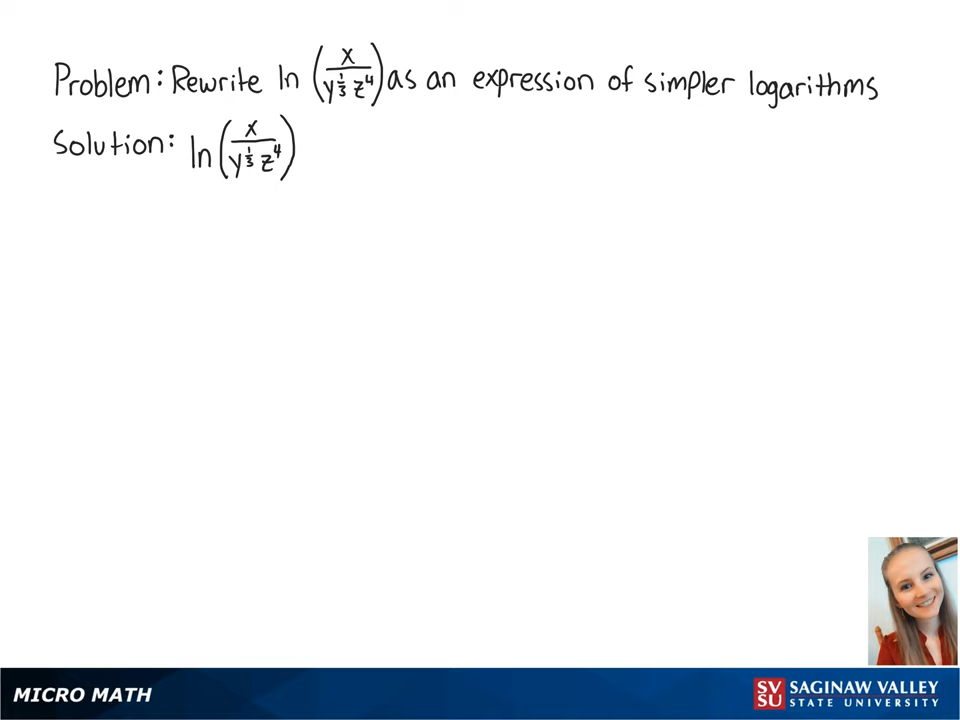 Problem: Rewrite ln (x / y^{1/3} z^4) as an expression of simpler logarithms
Solution: ln (x / y^{1/3} z^4)
MICRO MATH
SV SU SAGINAW VALLEY STATE UNIVERSITY